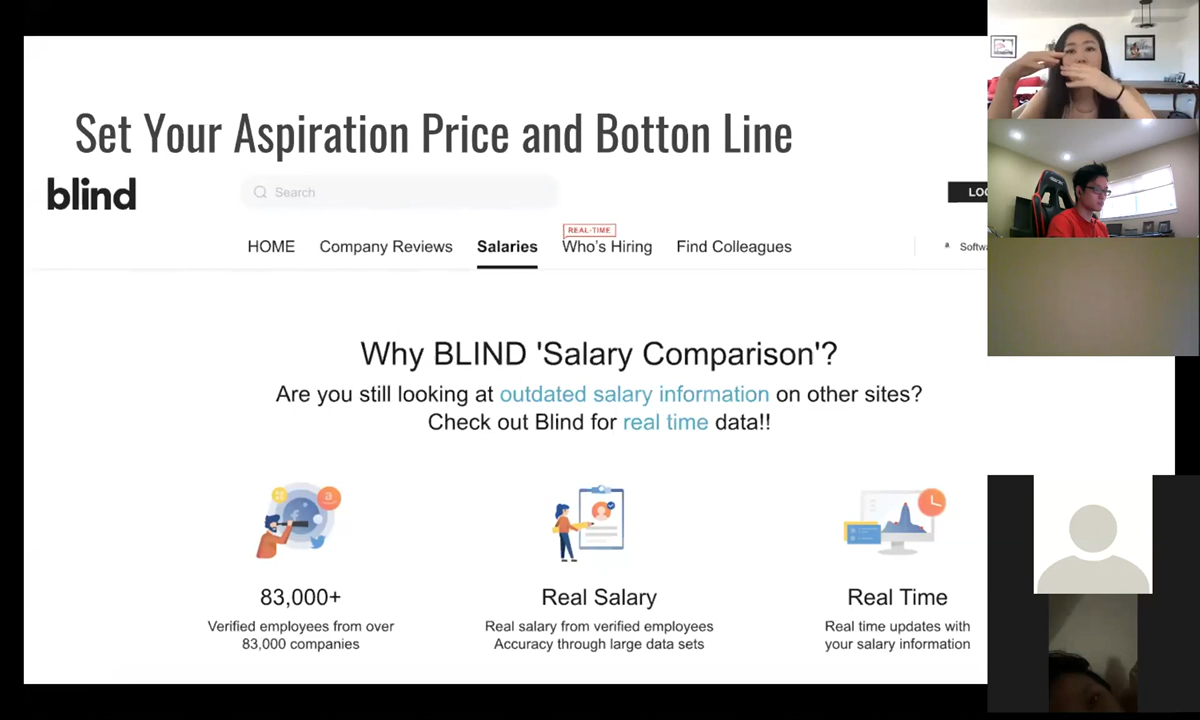 Set Your Aspiration Price and Botton Line
blind
Search
LOG
REAL-TIME
HOME Company Reviews Salaries Who's Hiring Find Colleagues
Why BLIND 'Salary Comparison'?
Are you still looking at outdated salary information on other sites?
Check out Blind for real time data!!
83,000+
Verified employees from over
83,000 companies
Real Salary
Real salary from verified employees
Accuracy through large data sets
Real Time
Real time updates with
your salary information